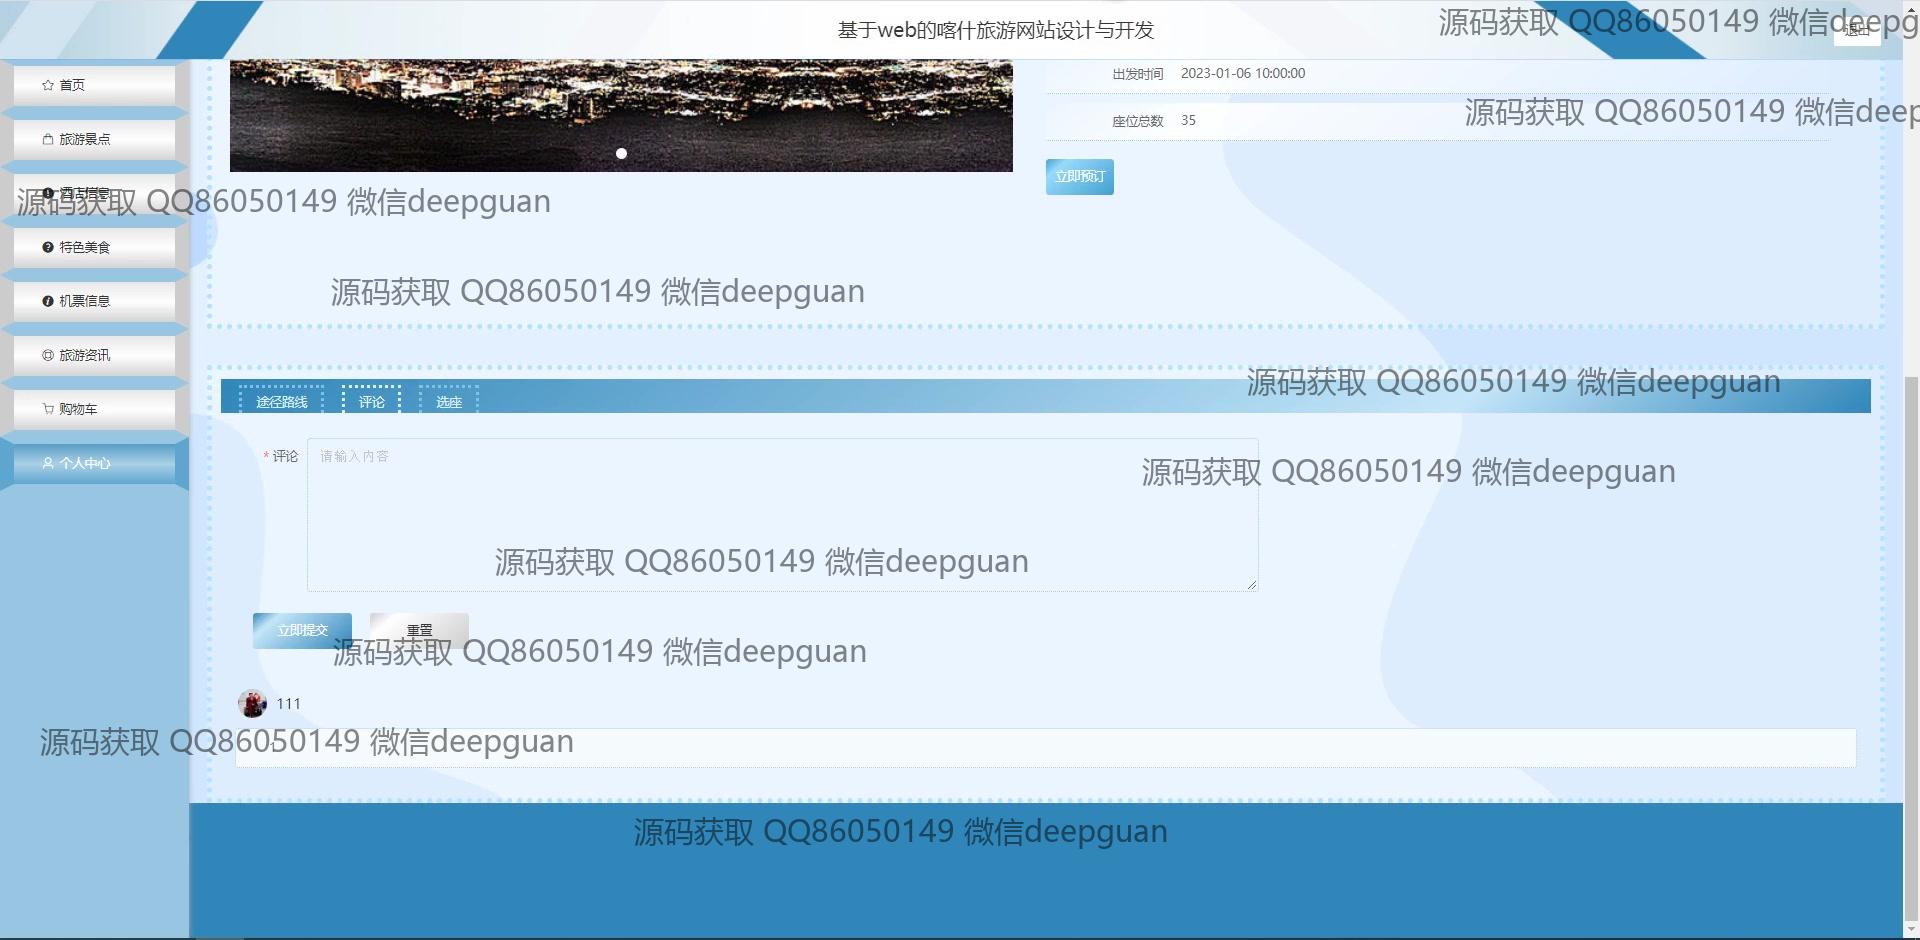 基于web的喀什旅游网站设计与开发
源码获取 QQ86050149 微信deepg
退出
首页
出发时间 2023-01-06 10:00:00
源码获取 QQ86050149 微信deep
座位总数 35
旅游景点
立即预订
酒店信息
源码获取 QQ86050149 微信deepguan
特色美食
源码获取 QQ86050149 微信deepguan
机票信息
旅游资讯
源码获取 QQ86050149 微信deepguan
途径路线 评论 选座
购物车
* 评论 请输入内容
个人中心
源码获取 QQ86050149 微信deepguan
源码获取 QQ86050149 微信deepguan
立即提交 重置
源码获取 QQ86050149 微信deepguan
111
源码获取 QQ86050149 微信deepguan
源码获取 QQ86050149 微信deepguan